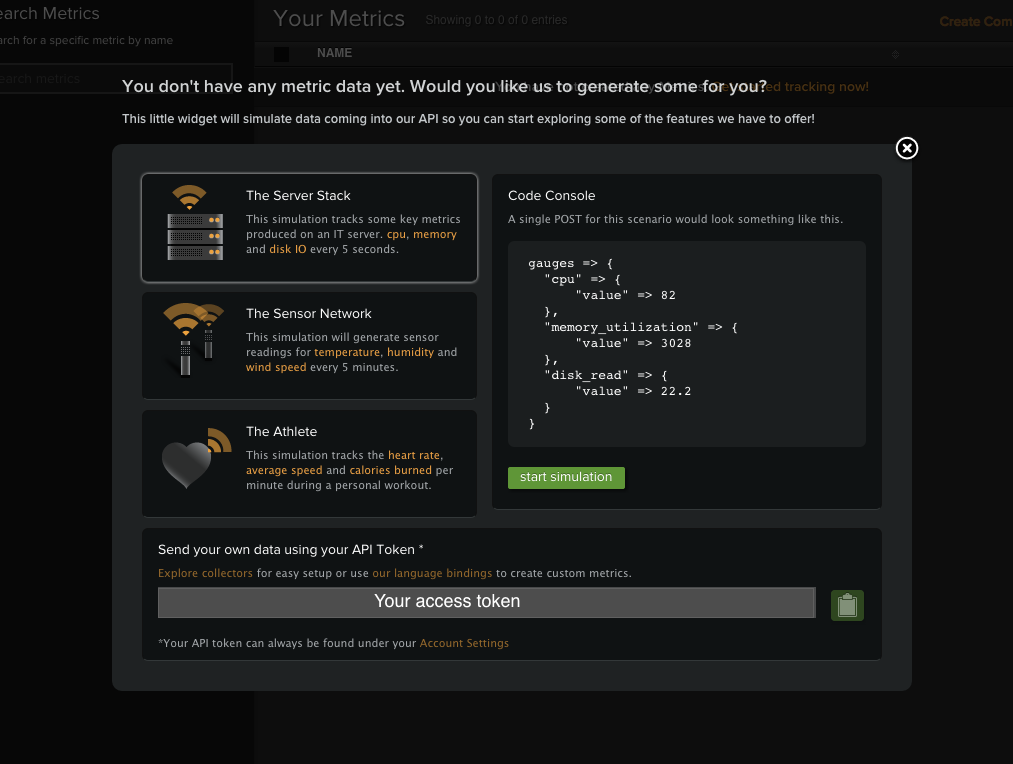 earch Metrics
arch for a specific metric by name
earch metrics
Your Metrics
Showing 0 to 0 of 0 entries
Create Com
NAME
You don't have any metric data yet. Would you like us to generate some for you?
tracking now!
This little widget will simulate data coming into our API so you can start exploring some of the features we have to offer!
The Server Stack
This simulation tracks some key metrics
produced on an IT server. cpu, memory
and disk IO every 5 seconds.
The Sensor Network
This simulation will generate sensor
readings for temperature, humidity and
wind speed every 5 minutes.
The Athlete
This simulation tracks the heart rate,
average speed and calories burned per
minute during a personal workout.
Code Console
A single POST for this scenario would look something like this.
gauges => {
"cpu" => {
"value" => 82
},
"memory_utilization" => {
"value" => 3028
},
"disk_read" => {
"value" => 22.2
}
}
start simulation
Send your own data using your API Token *
Explore collectors for easy setup or use our language bindings to create custom metrics.
Your access token
*Your API token can always be found under your Account Settings